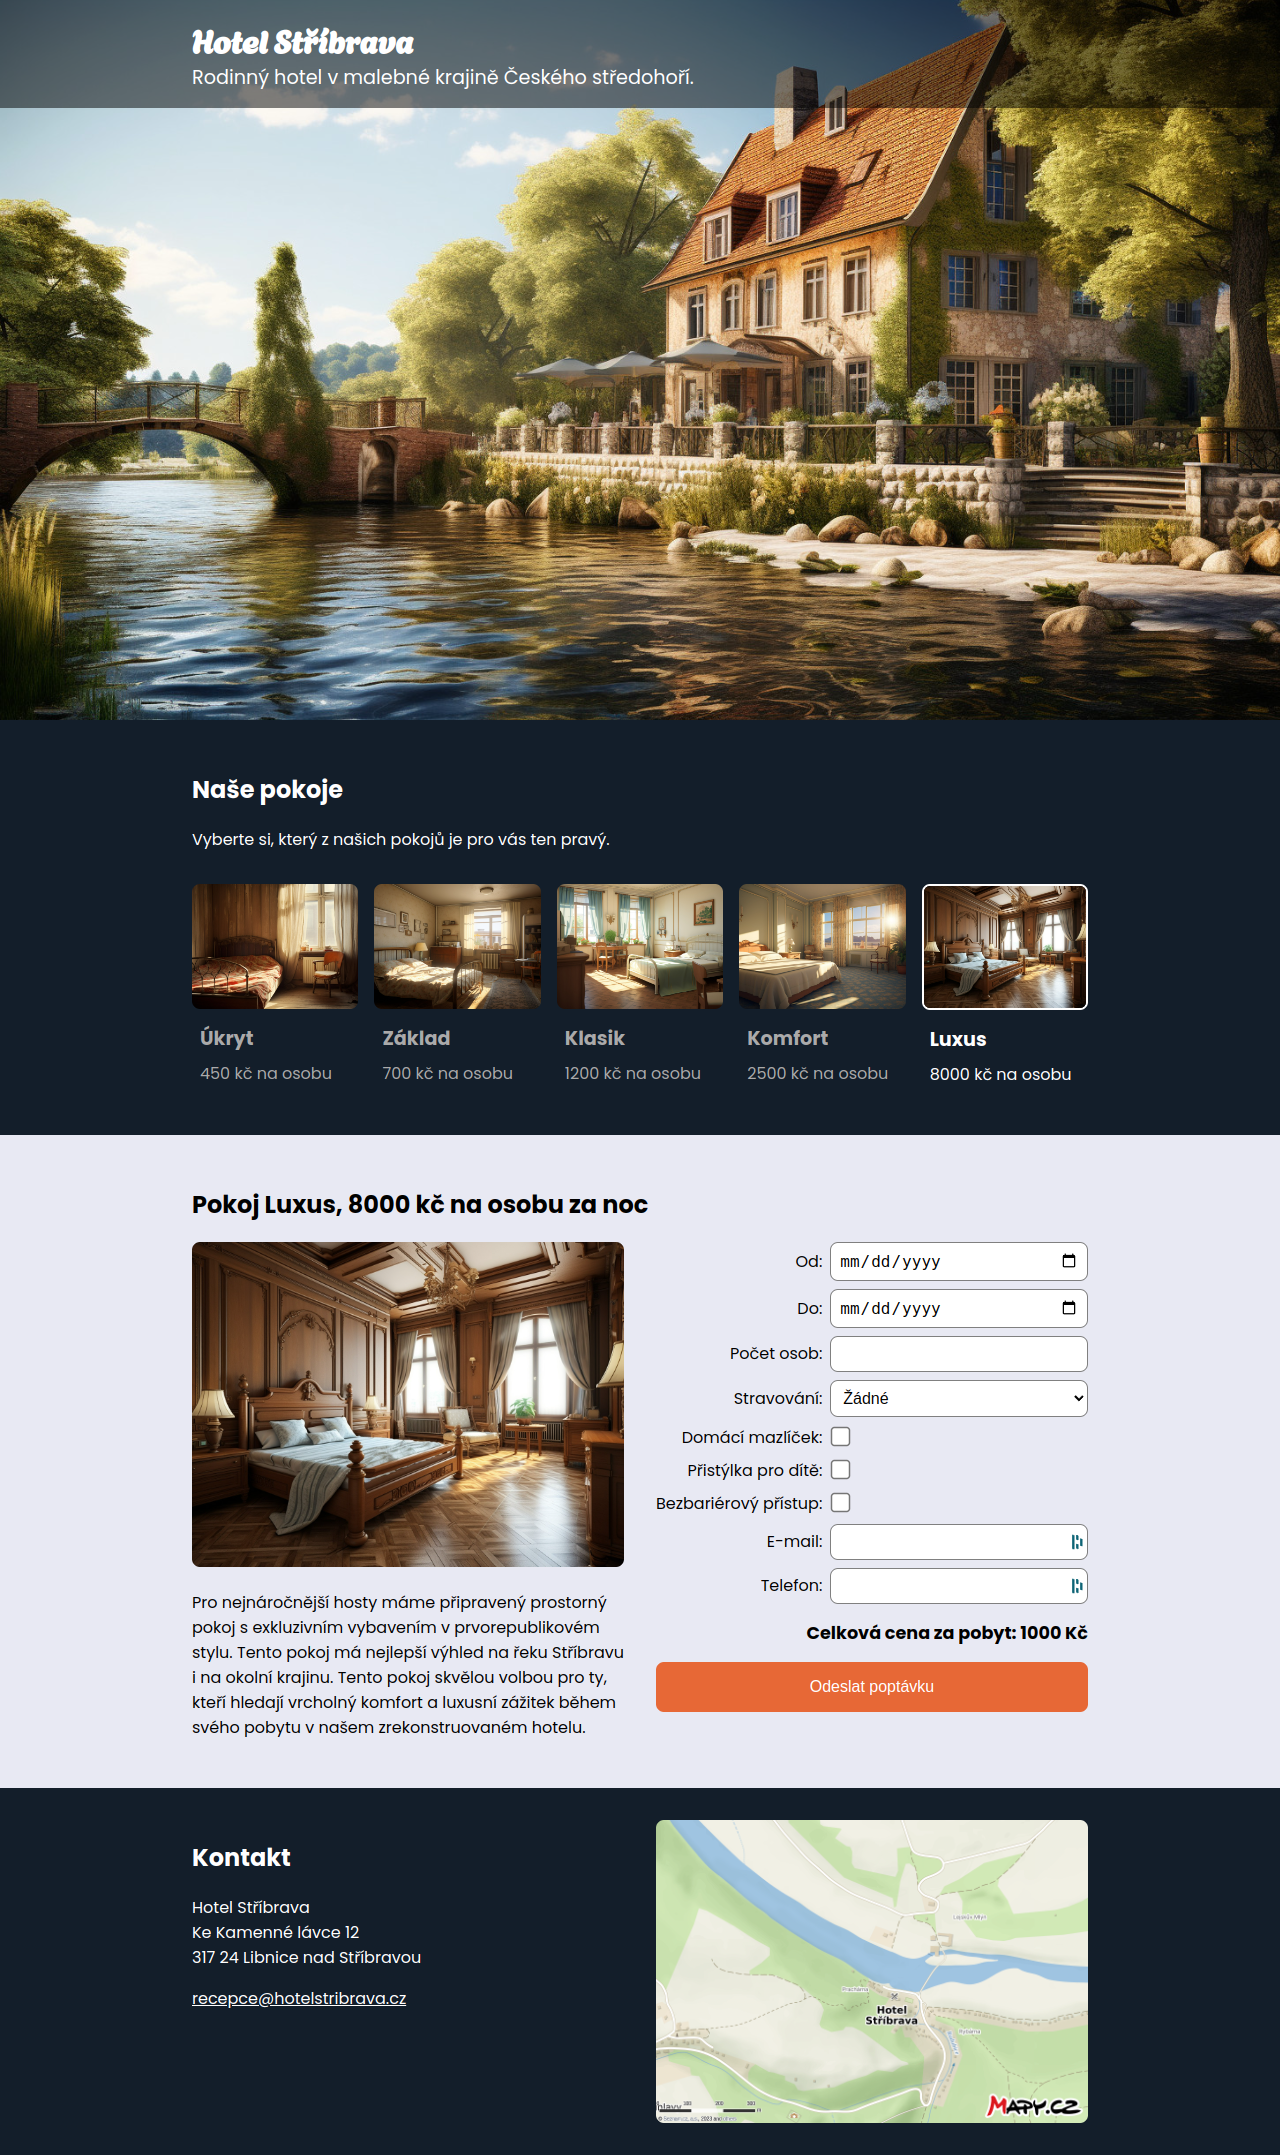 Hotel Stříbrava
Rodinný hotel v malebné krajině Českého středohoří.
Naše pokoje
Vyberte si, který z našich pokojů je pro vás ten pravý.
Úkryt
450 kč na osobu
Základ
700 kč na osobu
Klasik
1200 kč na osobu
Komfort
2500 kč na osobu
Luxus
8000 kč na osobu
Pokoj Luxus, 8000 kč na osobu za noc
Pro nejnáročnější hosty máme připravený prostorný
pokoj s exkluzivním vybavením v prvorepublikovém
stylu. Tento pokoj má nejlepší výhled na řeku Stříbravu
i na okolní krajinu. Tento pokoj skvělou volbou pro ty,
kteří hledají vrcholný komfort a luxusní zážitek během
svého pobytu v našem zrekonstruovaném hotelu.
Od: mm/dd/yyyy
Do: mm/dd/yyyy
Počet osob:
Stravování: Žádné
Domácí mazlíček:
Přistýlka pro dítě:
Bezbariérový přístup:
E-mail:
Telefon:
Celková cena za pobyt: 1000 Kč
Odeslat poptávku
Kontakt
Hotel Stříbrava
Ke Kamenné lávce 12
317 24 Libnice nad Stříbravou
recepce@hotelstribrava.cz
Hotel
Stříbrava
MAPY.CZ